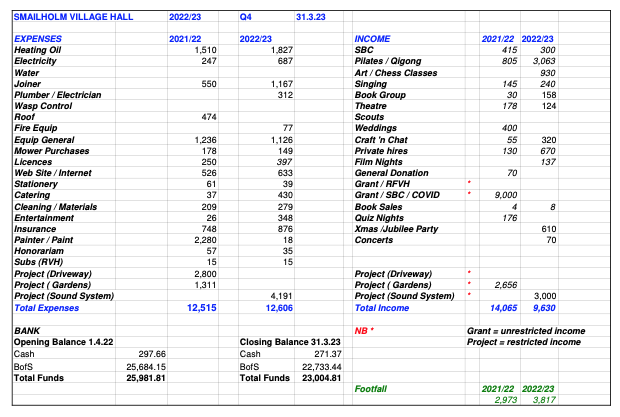 SMAILHOLM VILLAGE HALL 2022/23 Q4 31.3.23
EXPENSES 2021/22 2022/23 INCOME 2021/22 2022/23
Heating Oil 1,510 1,827 SBC 415 300
Electricity 247 687 Pilates / Qigong 805 3,063
Water Art / Chess Classes 930
Joiner 550 1,167 Singing 145 240
Plumber / Electrician 312 Book Group 30 158
Wasp Control Theatre 178 124
Roof 474 Scouts
Fire Equip 77 Weddings 400
Equip General 1,236 1,126 Craft 'n Chat 55 320
Mower Purchases 178 149 Private hires 130 670
Licences 250 397 Film Nights 137
Web Site / Internet 526 633 General Donation 70
Stationery 61 39 Grant / RFVH *
Catering 37 430 Grant / SBC / COVID * 9,000
Cleaning / Materials 209 279 Book Sales 4 8
Entertainment 26 348 Quiz Nights 176
Insurance 748 876 Xmas /Jubilee Party 610
Painter / Paint 2,280 18 Concerts 70
Honorariam 57 35
Subs (RVH) 15 15
Project (Driveway) 2,800 Project (Driveway) *
Project ( Gardens) 1,311 Project ( Gardens) * 2,656
Project (Sound System) 4,191 Project (Sound System) * 3,000
Total Expenses 12,515 12,606 Total Income 14,065 9,630
BANK NB * Grant = unrestricted income
Opening Balance 1.4.22 Closing Balance 31.3.23 Project = restricted income
Cash 297.66 Cash 271.37
BofS 25,684.15 BofS 22,733.44
Total Funds 25,981.81 Total Funds 23,004.81
Footfall 2021/22 2022/23
2,973 3,817